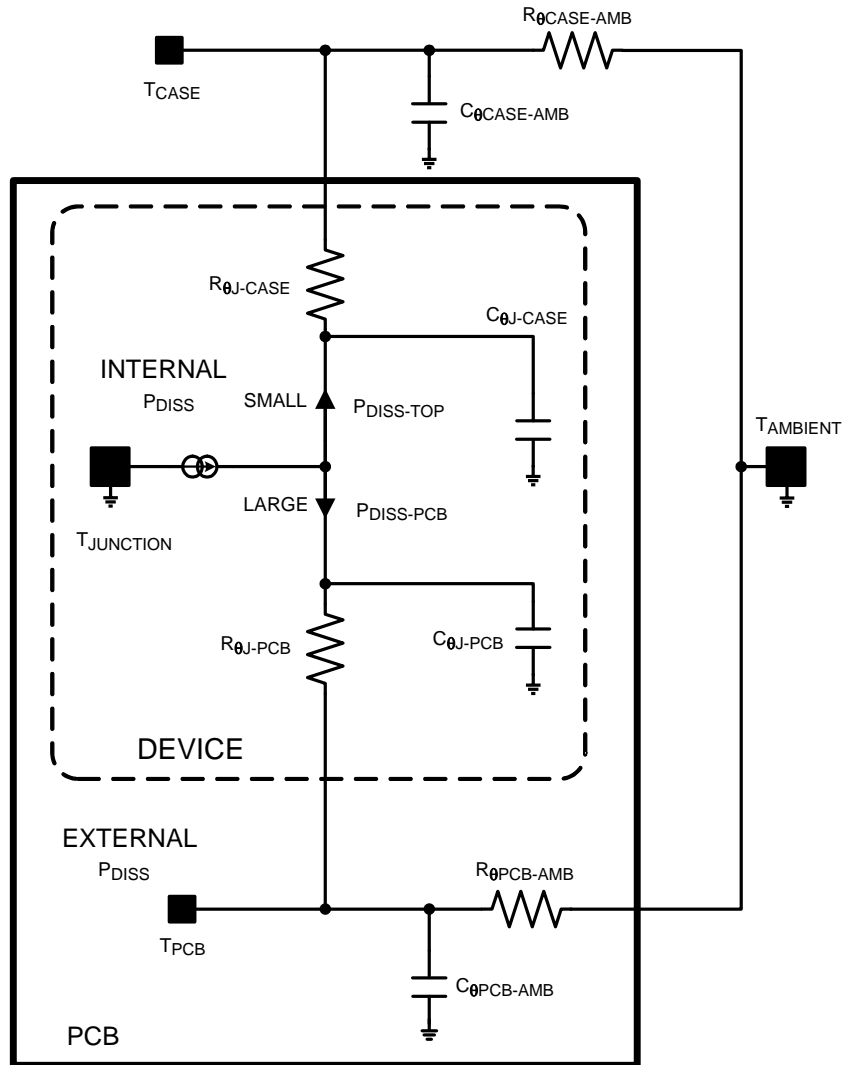 RθCASE-AMB
TCASE
CθCASE-AMB
RθJ-CASE
CθJ-CASE
INTERNAL
PDISS
SMALL
PDISS-TOP
TAMBIENT
LARGE
PDISS-PCB
TJUNCTION
RθJ-PCB
CθJ-PCB
DEVICE
EXTERNAL
PDISS
RθPCB-AMB
TPCB
CθPCB-AMB
PCB